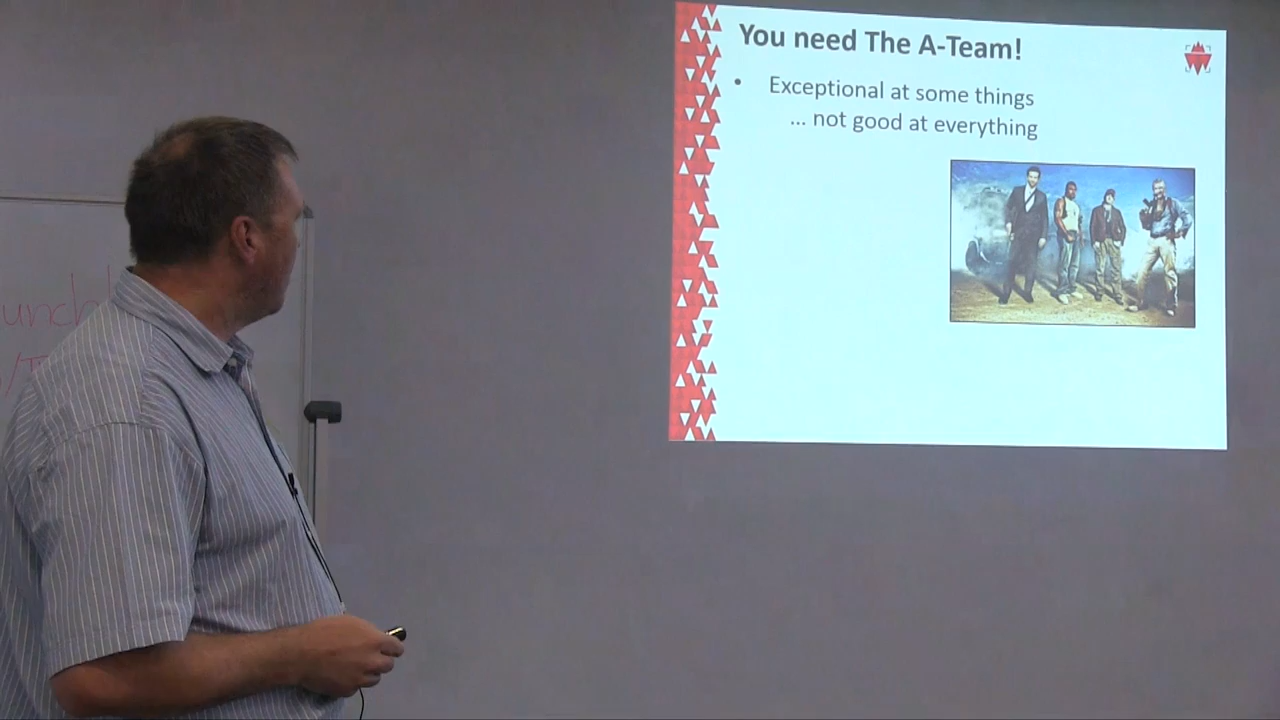 You need The A-Team!
• Exceptional at some things
... not good at everything